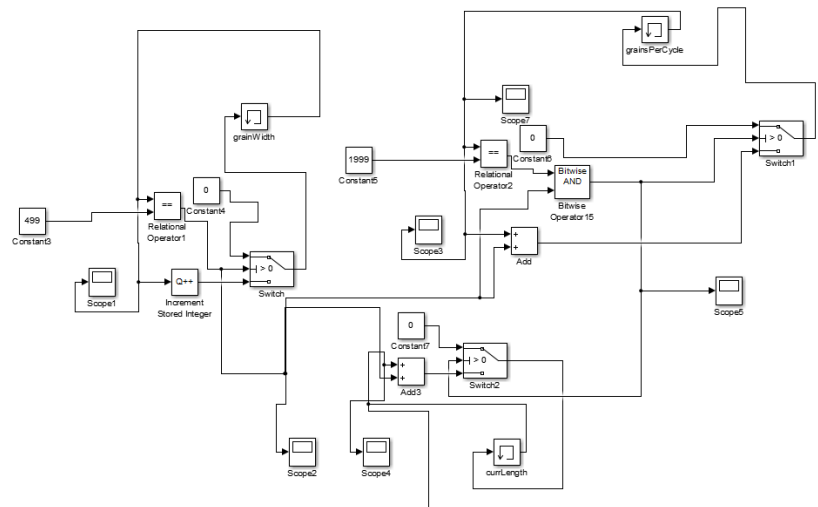 grainsPerCycle
Scope7
grainWidth
0
Constant6
> 0
Switch1
1999
Constant5
==
Relational
Operator2
Bitwise
AND
Bitwise
Operator15
0
Constant4
499
Constant3
==
Relational
Operator1
Scope3
+
+
Add
> 0
Switch
Scope1
Q++
Increment
Stored Integer
Scope5
0
Constant7
> 0
Switch2
+
+
Add3
Scope2
Scope4
currLength